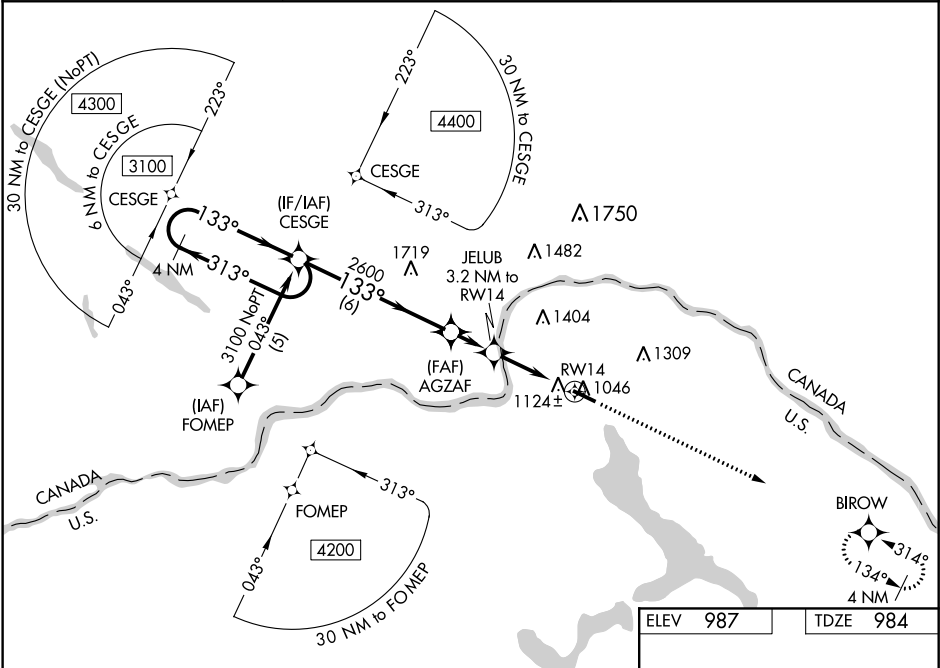 30 NM to CESGE (NoPT)
4300
223°
6 NM to CESGE
3100
CESGE
043°
133°
313°
4 NM
(IF/IAF)
CESGE
223°
4400
30 NM to CESGE
CESGE
313°
1750
1482
1719
JELUB
3.2 NM to
RW14
2600
133°
(6)
3100 NoPT
043°
(5)
1404
(IAF)
FOMEP
(FAF)
AGZAF
RW14
1046
1124±
1309
CANADA
U.S.
CANADA
U.S.
FOMEP
313°
043°
4200
30 NM to FOMEP
BIROW
314°
134°
4 NM
ELEV 987
TDZE 984